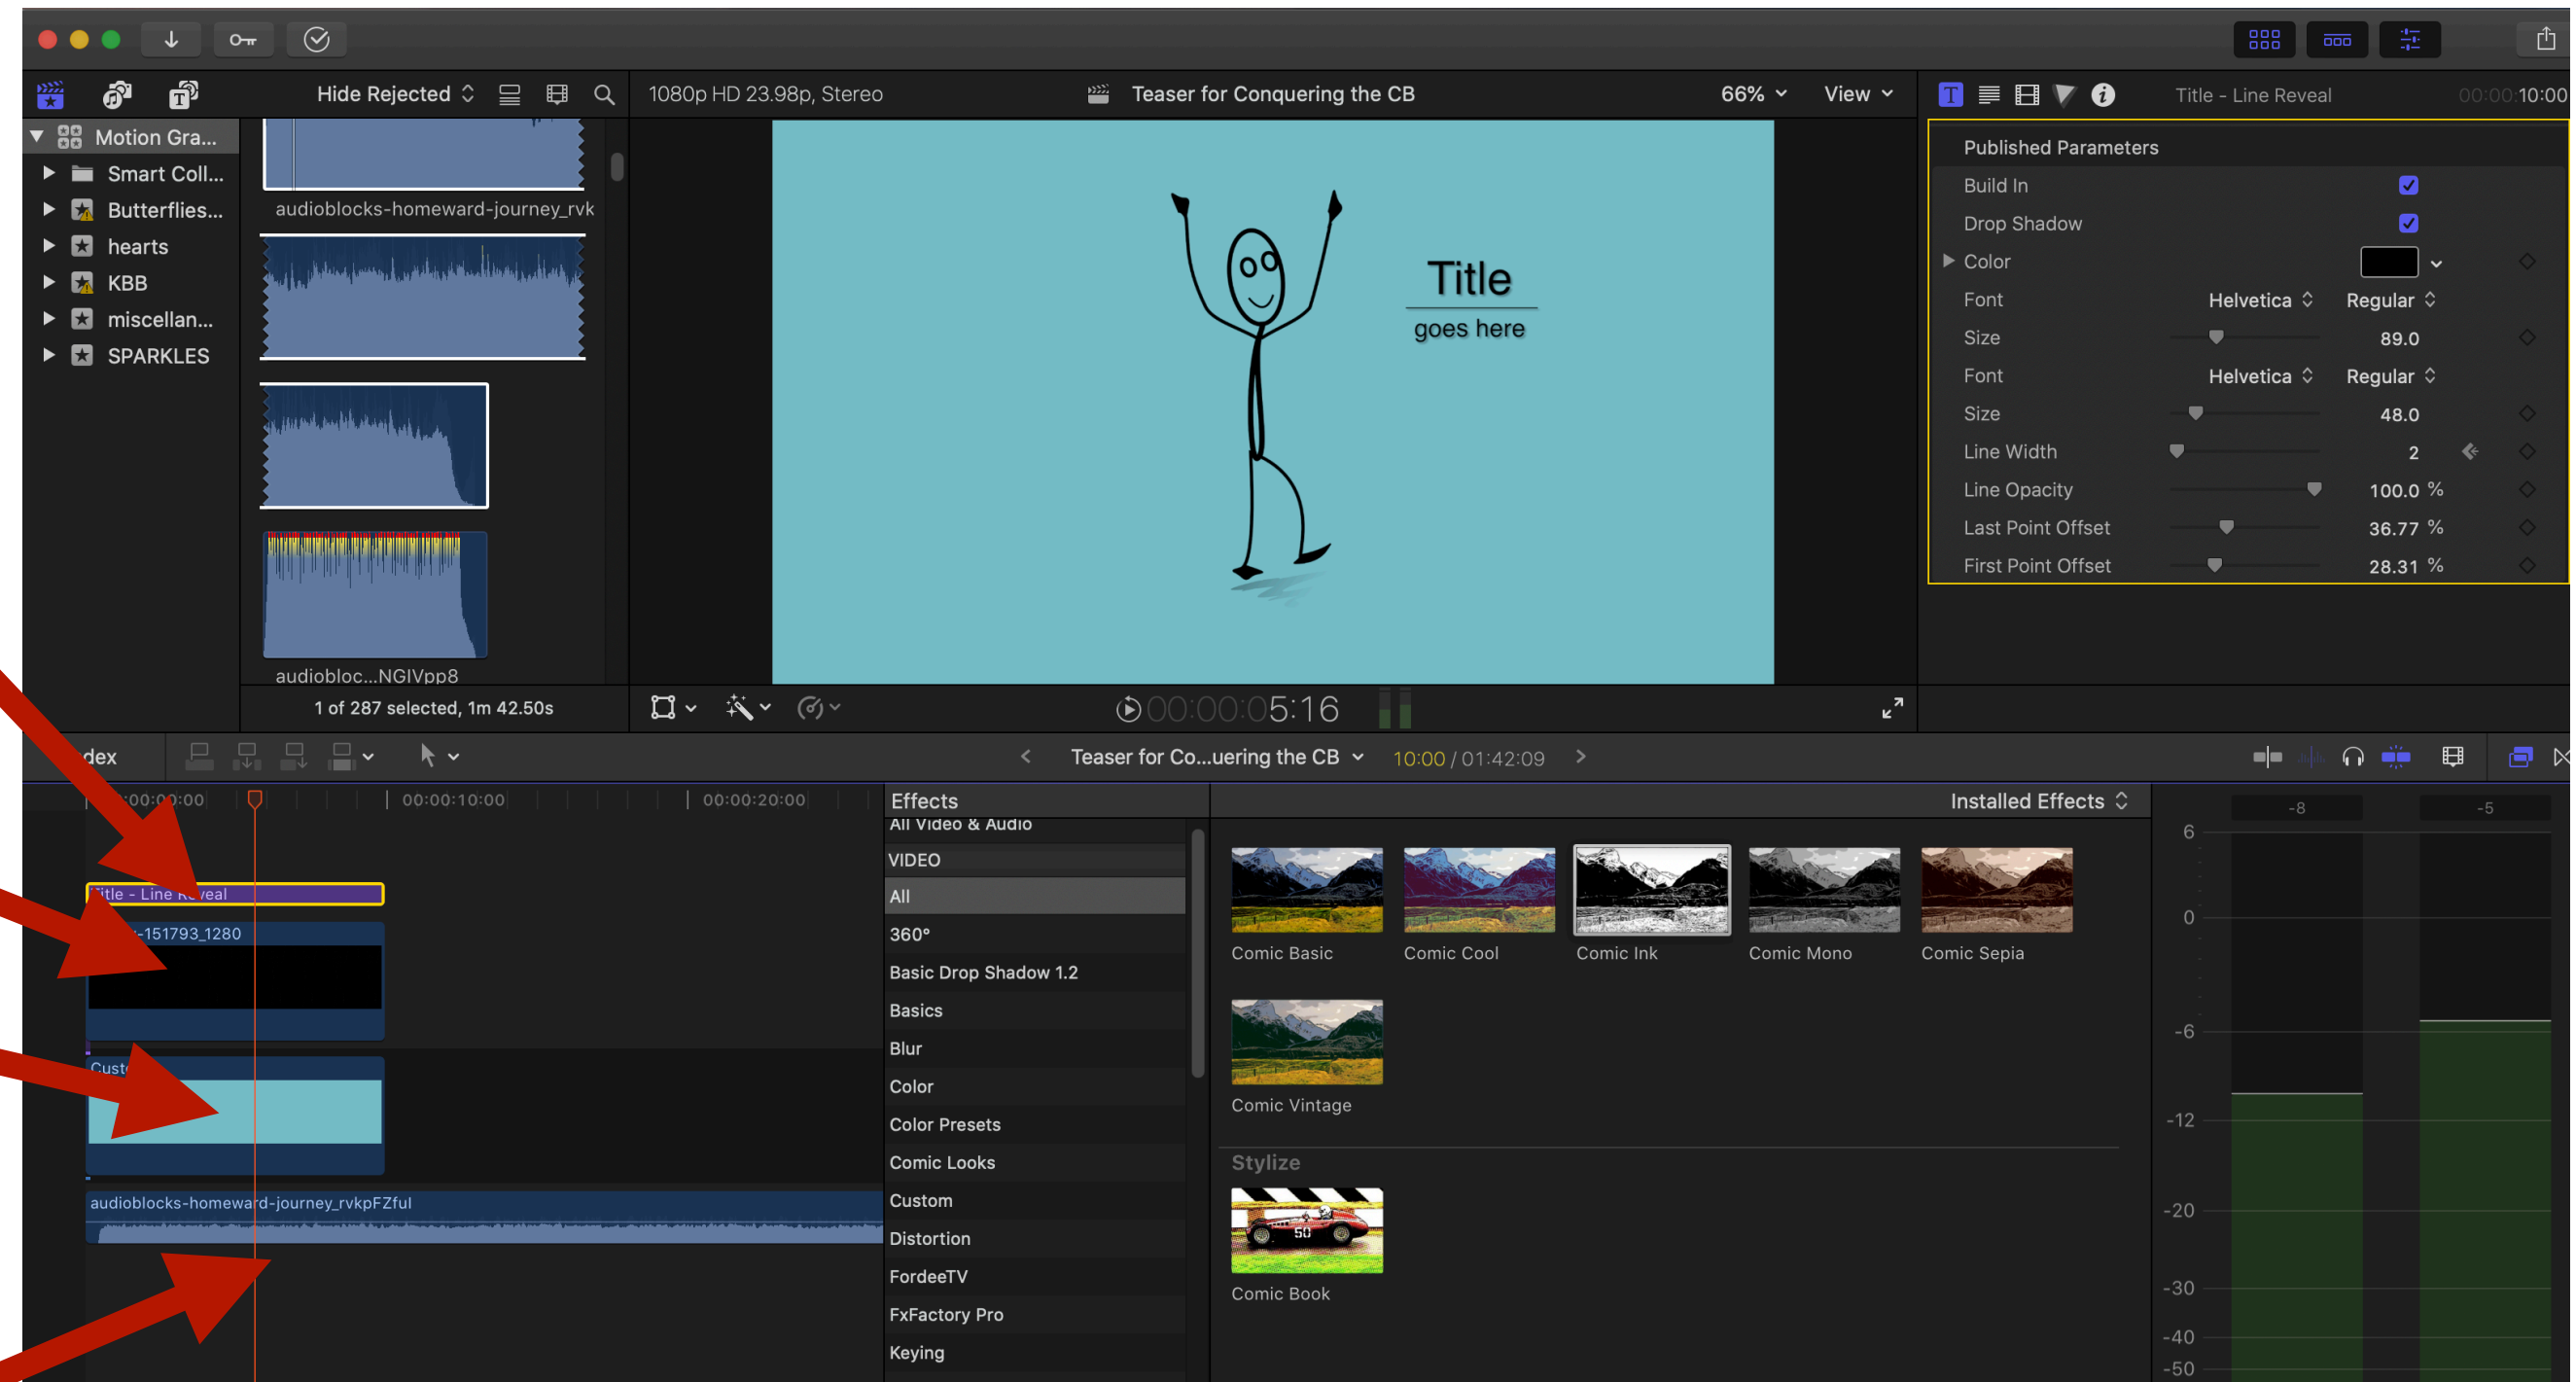 Hide Rejected
1080p HD 23.98p, Stereo
Teaser for Conquering the CB
66%
View
Title - Line Reveal
00:00:10:00
Motion Gra...
Smart Coll...
Butterflies...
hearts
KBB
miscellan...
SPARKLES
audioblocks-homeward-journey_rvk
audiobloc...NGIVpp8
1 of 287 selected, 1m 42.50s
Title
goes here
00:00:05:16
Published Parameters
Build In
Drop Shadow
Color
Font Helvetica Regular
Size 89.0
Font Helvetica Regular
Size 48.0
Line Width 2
Line Opacity 100.0 %
Last Point Offset 36.77 %
First Point Offset 28.31 %
dex
Teaser for Co...uering the CB
10:00 / 01:42:09
00:00:10:00
00:00:20:00
Title - Line Reveal
-151793_1280
Cust
audioblocks-homeward-journey_rvkpFZfuI
Effects
Installed Effects
All Video & Audio
VIDEO
All
360°
Basic Drop Shadow 1.2
Basics
Blur
Color
Color Presets
Comic Looks
Custom
Distortion
FordeeTV
FxFactory Pro
Keying
Comic Basic
Comic Cool
Comic Ink
Comic Mono
Comic Sepia
Comic Vintage
Stylize
50
Comic Book
-8
-5
6
0
-6
-12
-20
-30
-40
-50